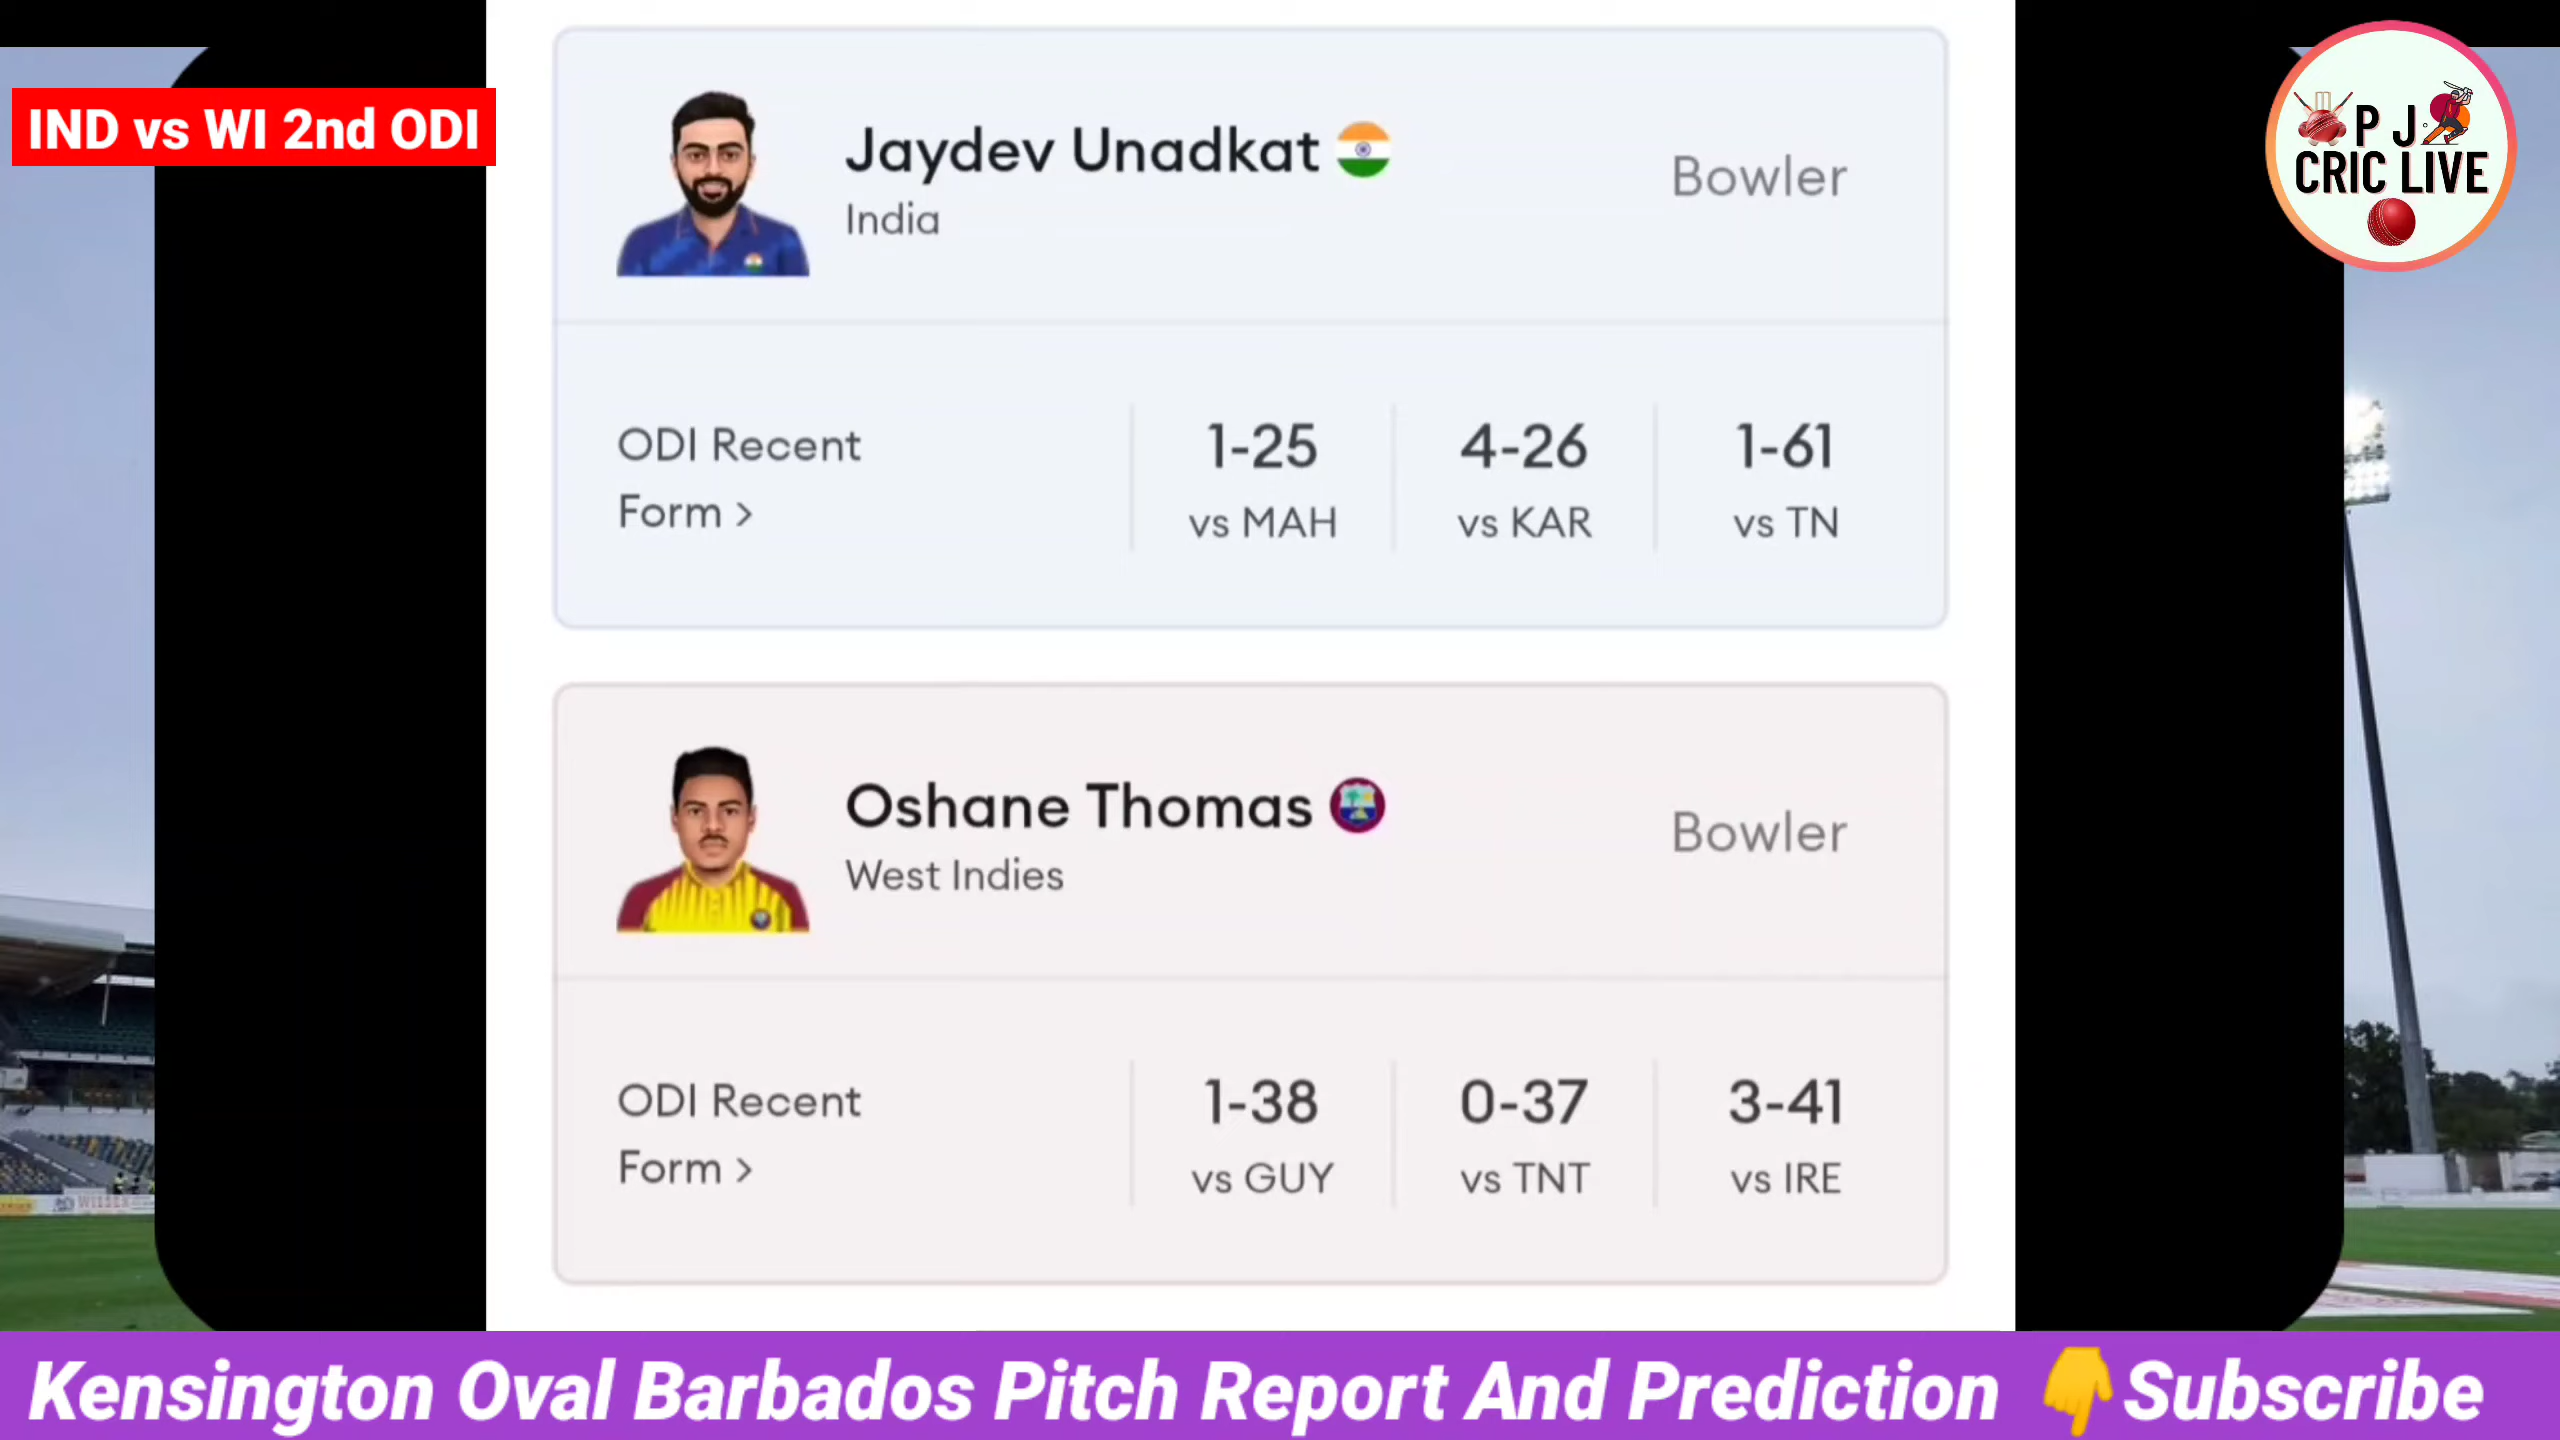 IND vs WI 2nd ODI
P J
CRIC LIVE
Jaydev Unadkat
India
Bowler
ODI Recent
Form >
1-25
4-26
1-61
vs MAH
vs KAR
vs TN
Oshane Thomas
West Indies
Bowler
ODI Recent
Form >
1-38
0-37
3-41
vs GUY
vs TNT
vs IRE
Kensington Oval Barbados Pitch Report And Prediction 👇Subscribe